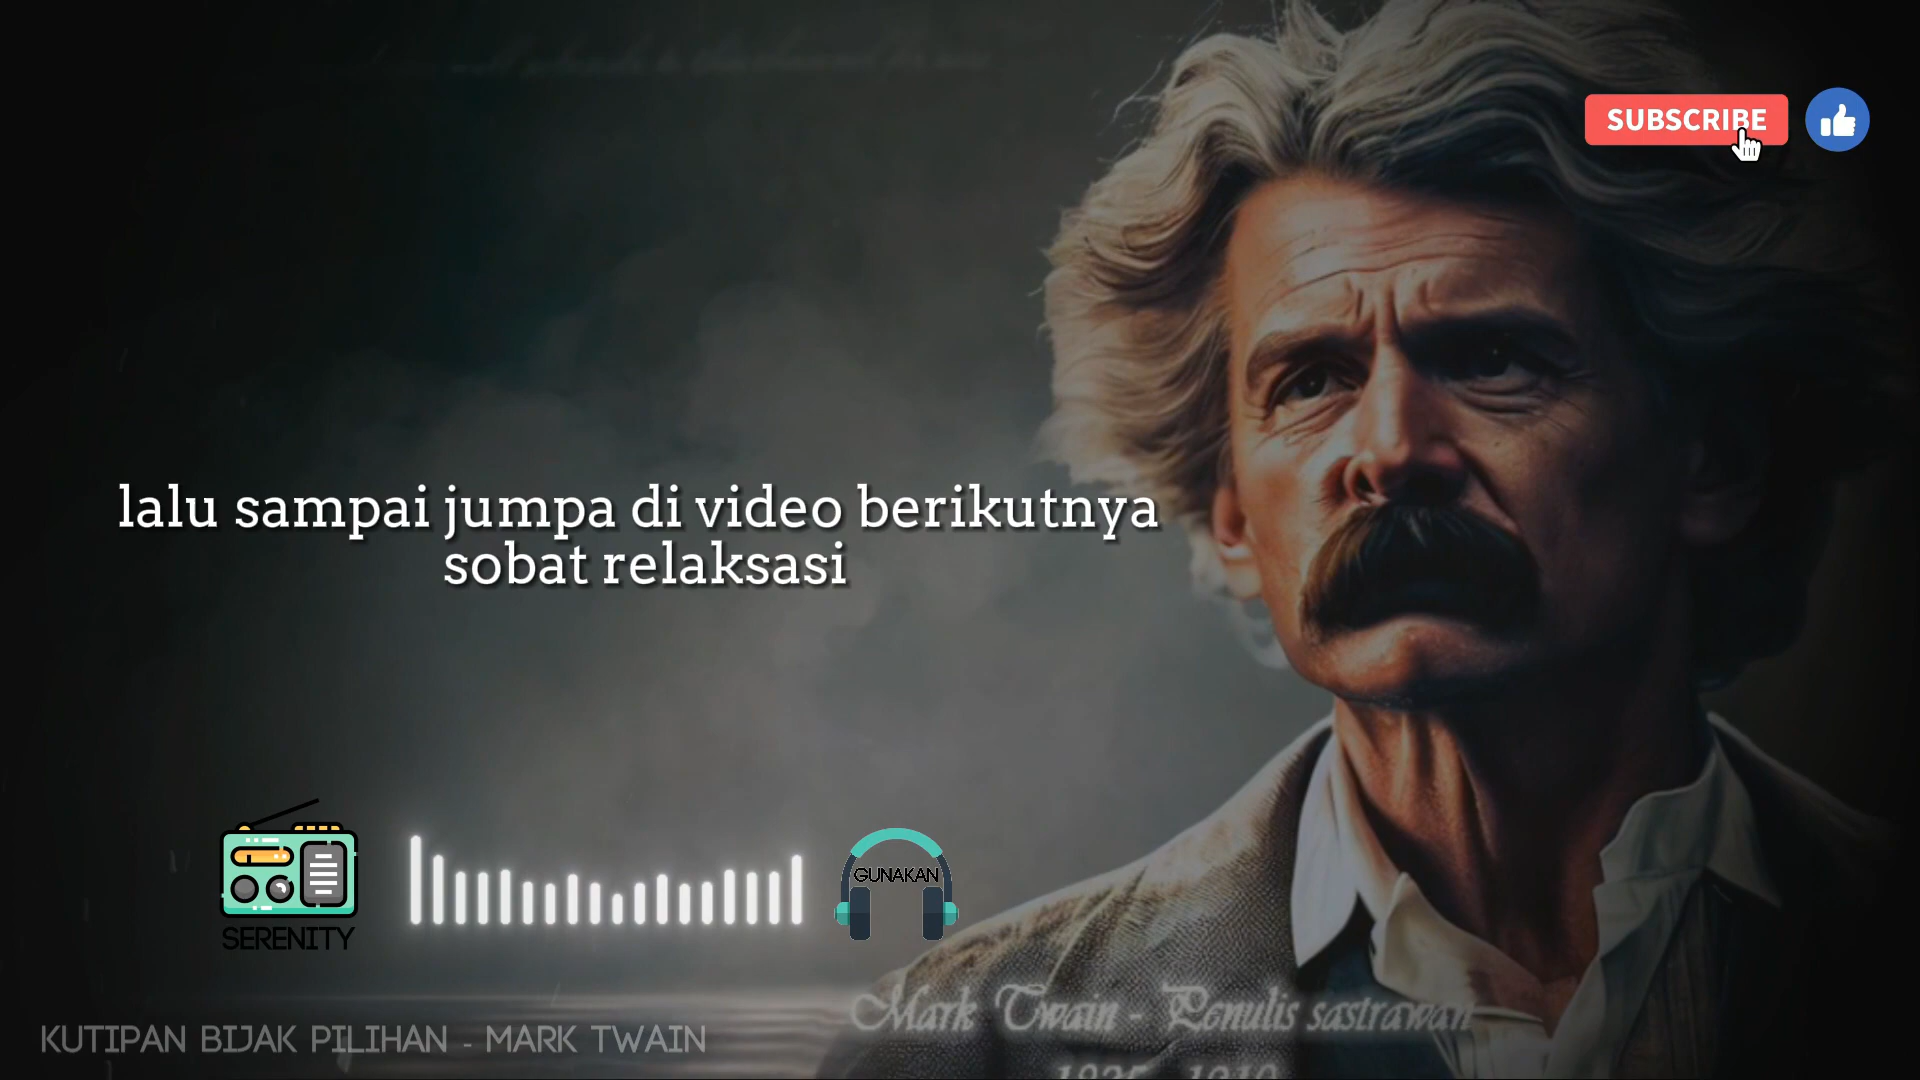 SUBSCRIBE
lalu sampai jumpa di video berikutnya
sobat relaksasi
GUNAKAN
SERENITY
Mark Twain - Penulis sastrawan
KUTIPAN BIJAK PILIHAN - MARK TWAIN